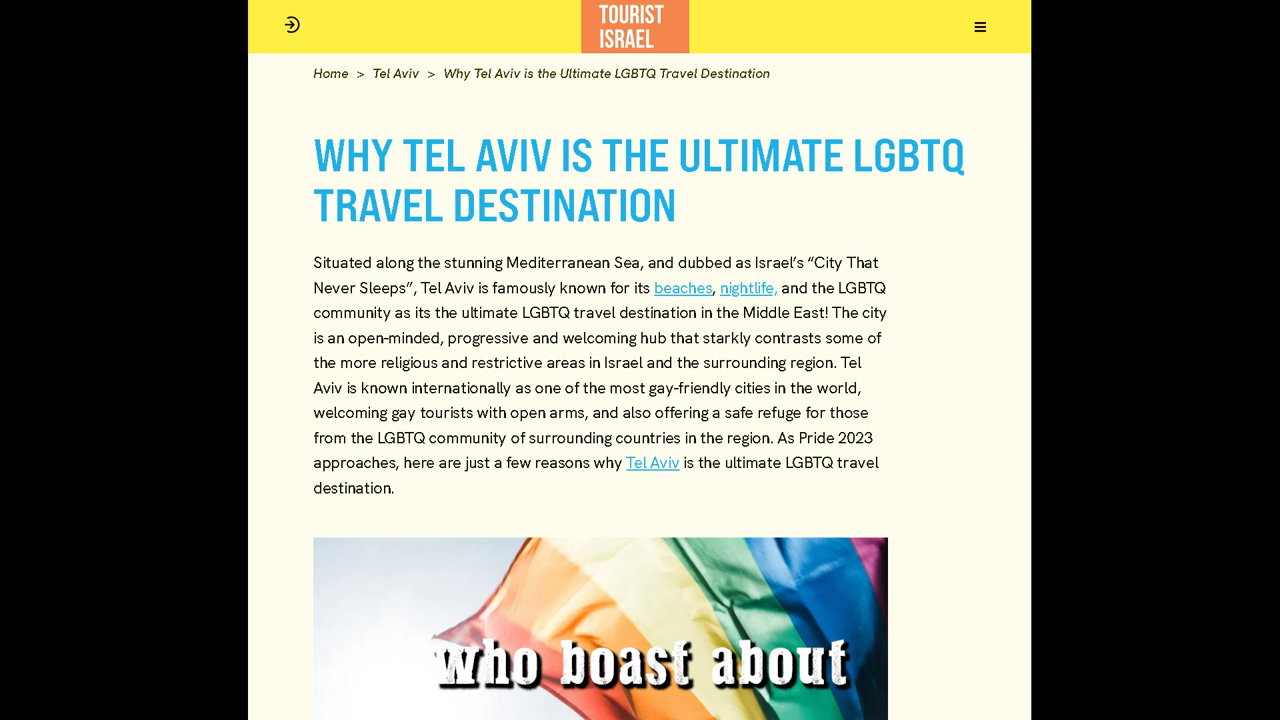 TOURIST
ISRAEL
Home > Tel Aviv > Why Tel Aviv is the Ultimate LGBTQ Travel Destination
WHY TEL AVIV IS THE ULTIMATE LGBTQ
TRAVEL DESTINATION
Situated along the stunning Mediterranean Sea, and dubbed as Israel’s “City That
Never Sleeps”, Tel Aviv is famously known for its beaches, nightlife, and the LGBTQ
community as its the ultimate LGBTQ travel destination in the Middle East! The city
is an open-minded, progressive and welcoming hub that starkly contrasts some of
the more religious and restrictive areas in Israel and the surrounding region. Tel
Aviv is known internationally as one of the most gay-friendly cities in the world,
welcoming gay tourists with open arms, and also offering a safe refuge for those
from the LGBTQ community of surrounding countries in the region. As Pride 2023
approaches, here are just a few reasons why Tel Aviv is the ultimate LGBTQ travel
destination.
who boast about